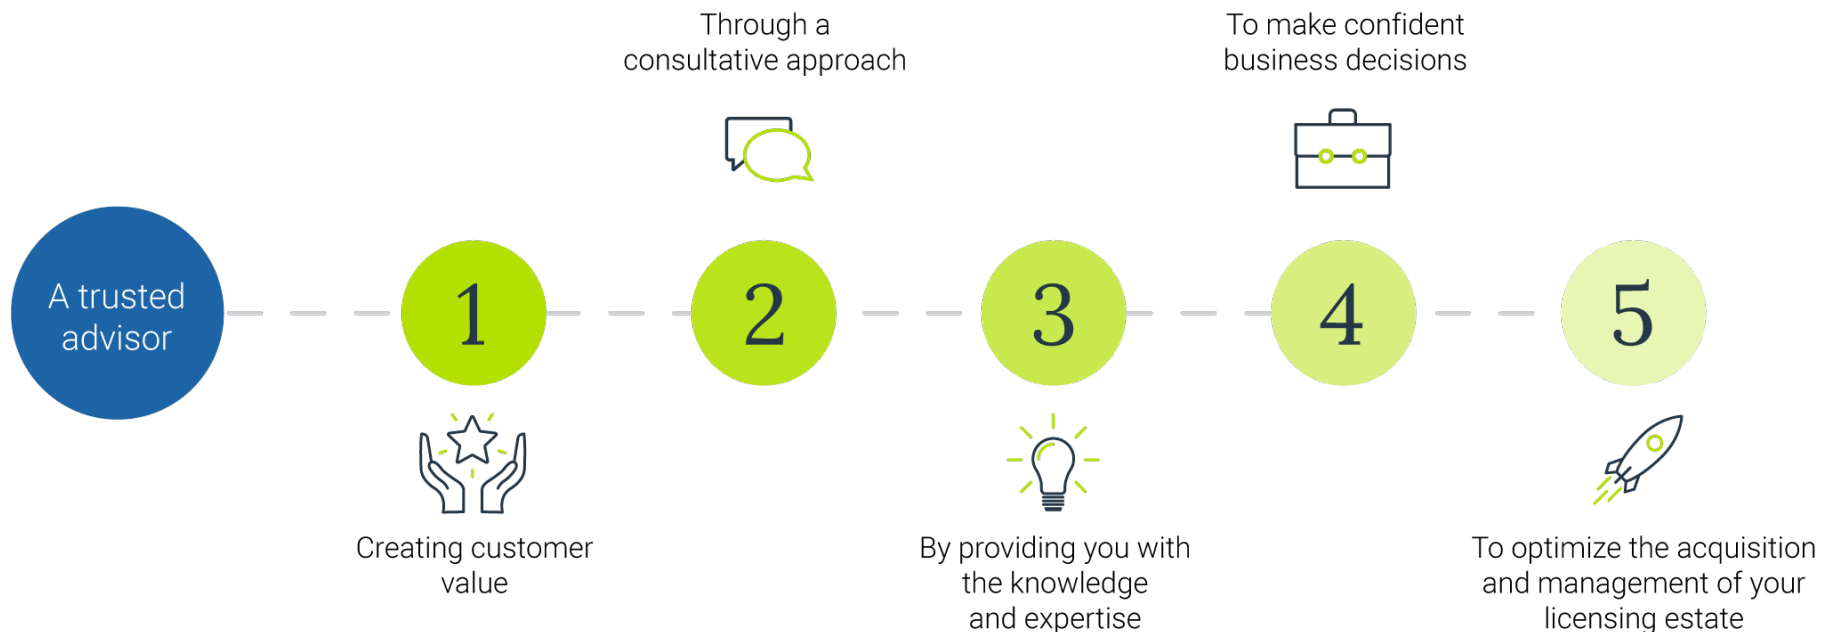 A trusted
advisor
1
Creating customer
value
2
Through a
consultative approach
3
By providing you with
the knowledge
and expertise
4
To make confident
business decisions
5
To optimize the acquisition
and management of your
licensing estate